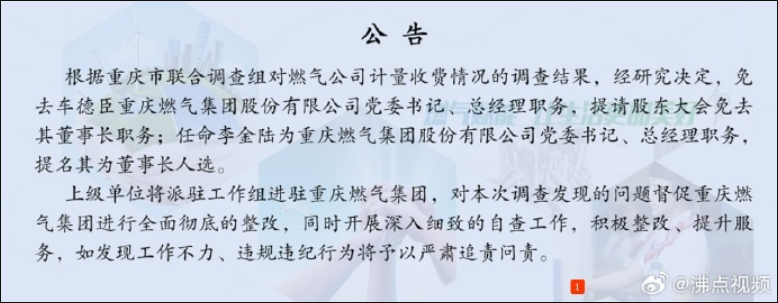 公 告
根据重庆市联合调查组对燃气公司计量收费情况的调查结果，经研究决定，免
去车德臣重庆燃气集团股份有限公司党委书记、总经理职务，提请股东大会免去
其董事长职务；任命李金陆为重庆燃气集团股份有限公司党委书记、总经理职务，
提名其为董事长人选。
上级单位将派驻工作组进驻重庆燃气集团，对本次调查发现的问题督促重庆燃
气集团进行全面彻底的整改，同时开展深入细致的自查工作，积极整改、提升服
务，如发现工作不力、违规违纪行为将予以严肃追责问责。
1
@沸点视频